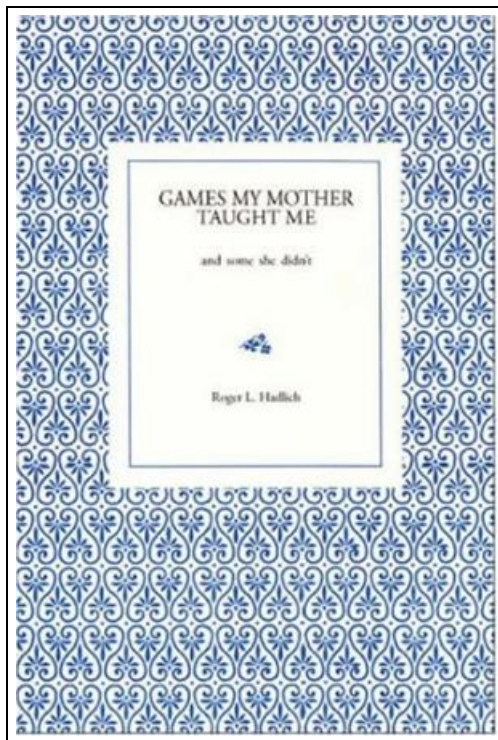 GAMES MY MOTHER
TAUGHT ME
and some she didn't
Roger L. Hadlich